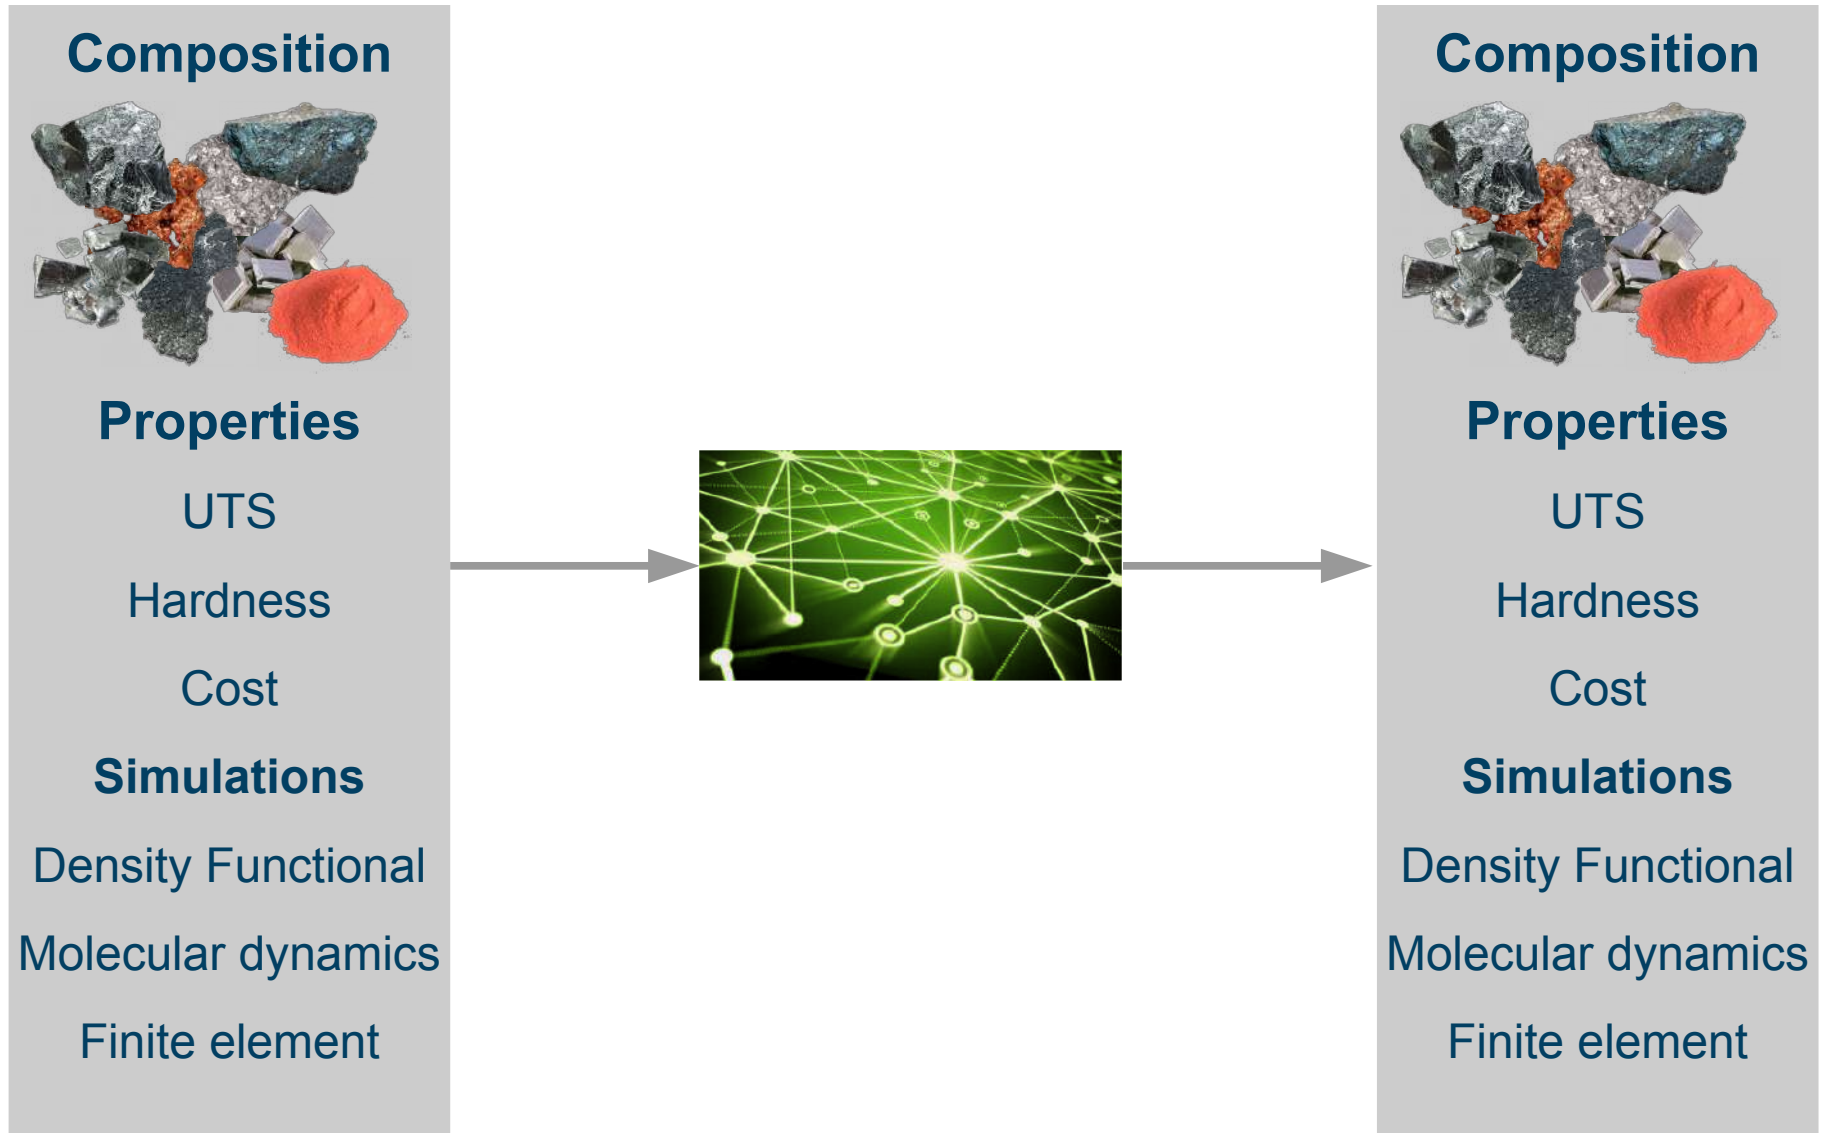 Composition
Properties
UTS
Hardness
Cost
Simulations
Density Functional
Molecular dynamics
Finite element
Composition
Properties
UTS
Hardness
Cost
Simulations
Density Functional
Molecular dynamics
Finite element